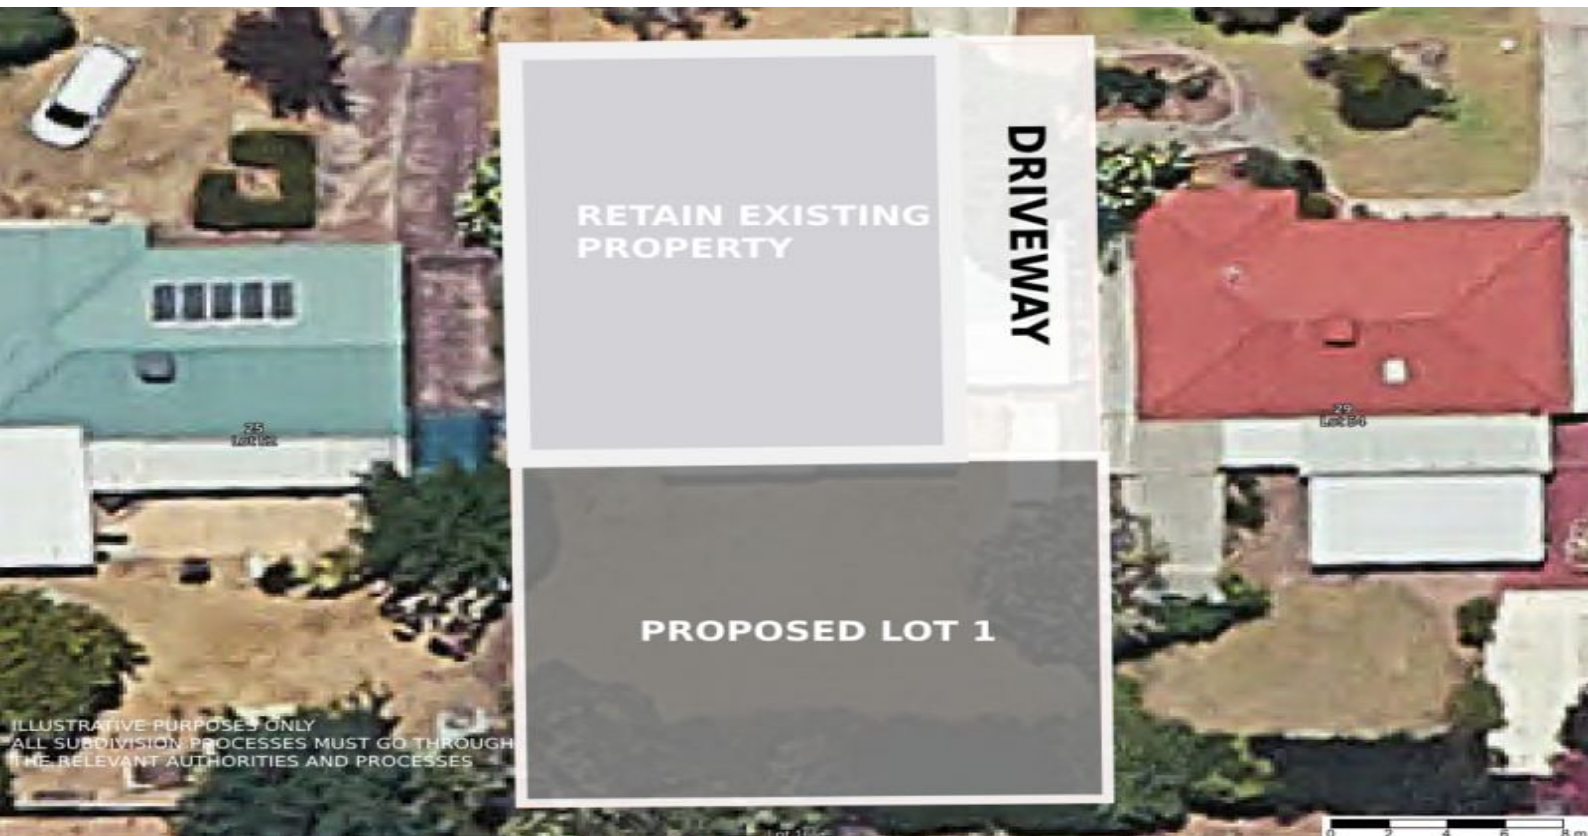 DRIVEWAY
RETAIN EXISTING
PROPERTY
25
29
PROPOSED LOT 1
ILLUSTRATIVE PURPOSES ONLY
ALL SUBDIVISION PROCESSES MUST GO THROUGH
THE RELEVANT AUTHORITIES AND PROCESSES
0 2 4 6 8 m